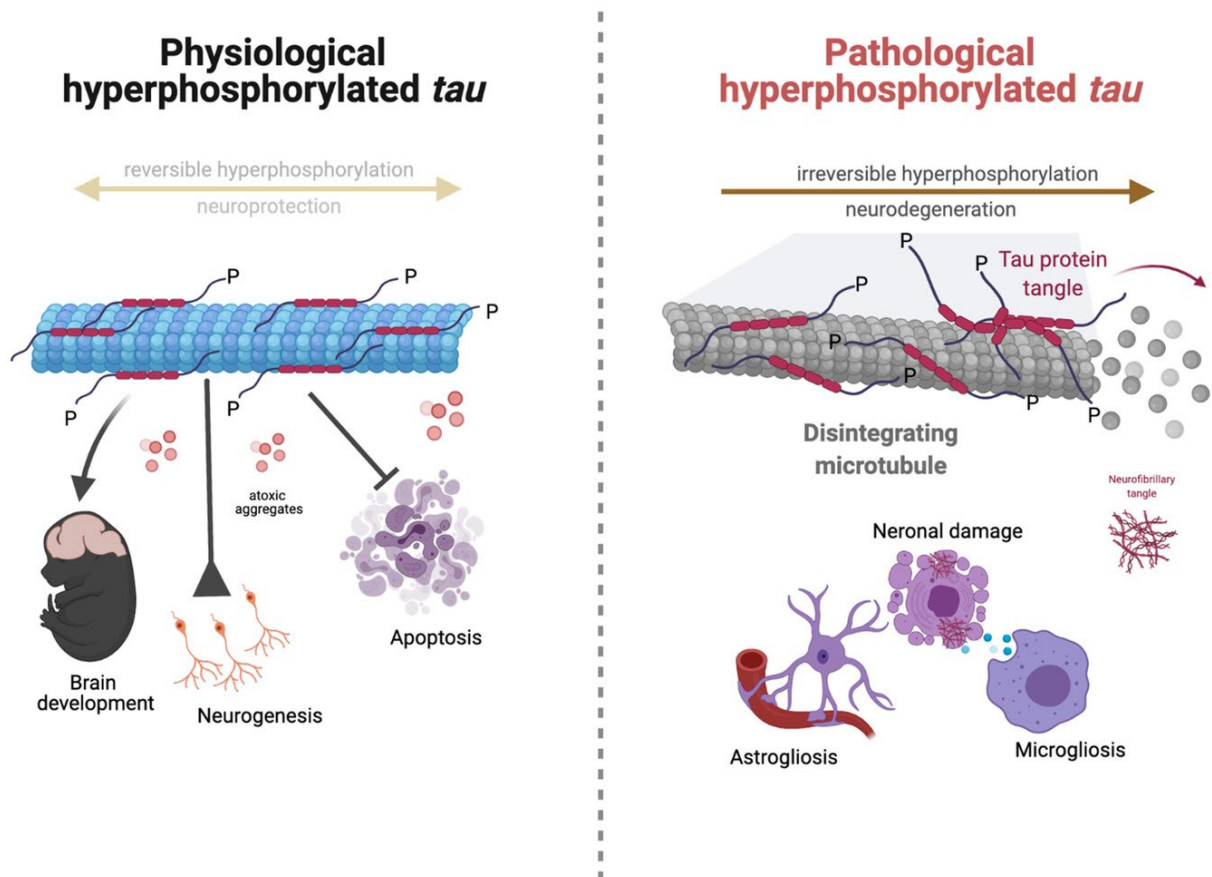 Physiological
hyperphosphorylated tau
reversible hyperphosphorylation
neuroprotection
P
P
P
P
P
atoxic
aggregates
Brain
development
Neurogenesis
Apoptosis
Pathological
hyperphosphorylated tau
irreversible hyperphosphorylation
neurodegeneration
P
P
Tau protein
tangle
P
P
P
P
P
Disintegrating
microtubule
Neurofibrillary
tangle
Neronal damage
Astrogliosis
Microgliosis